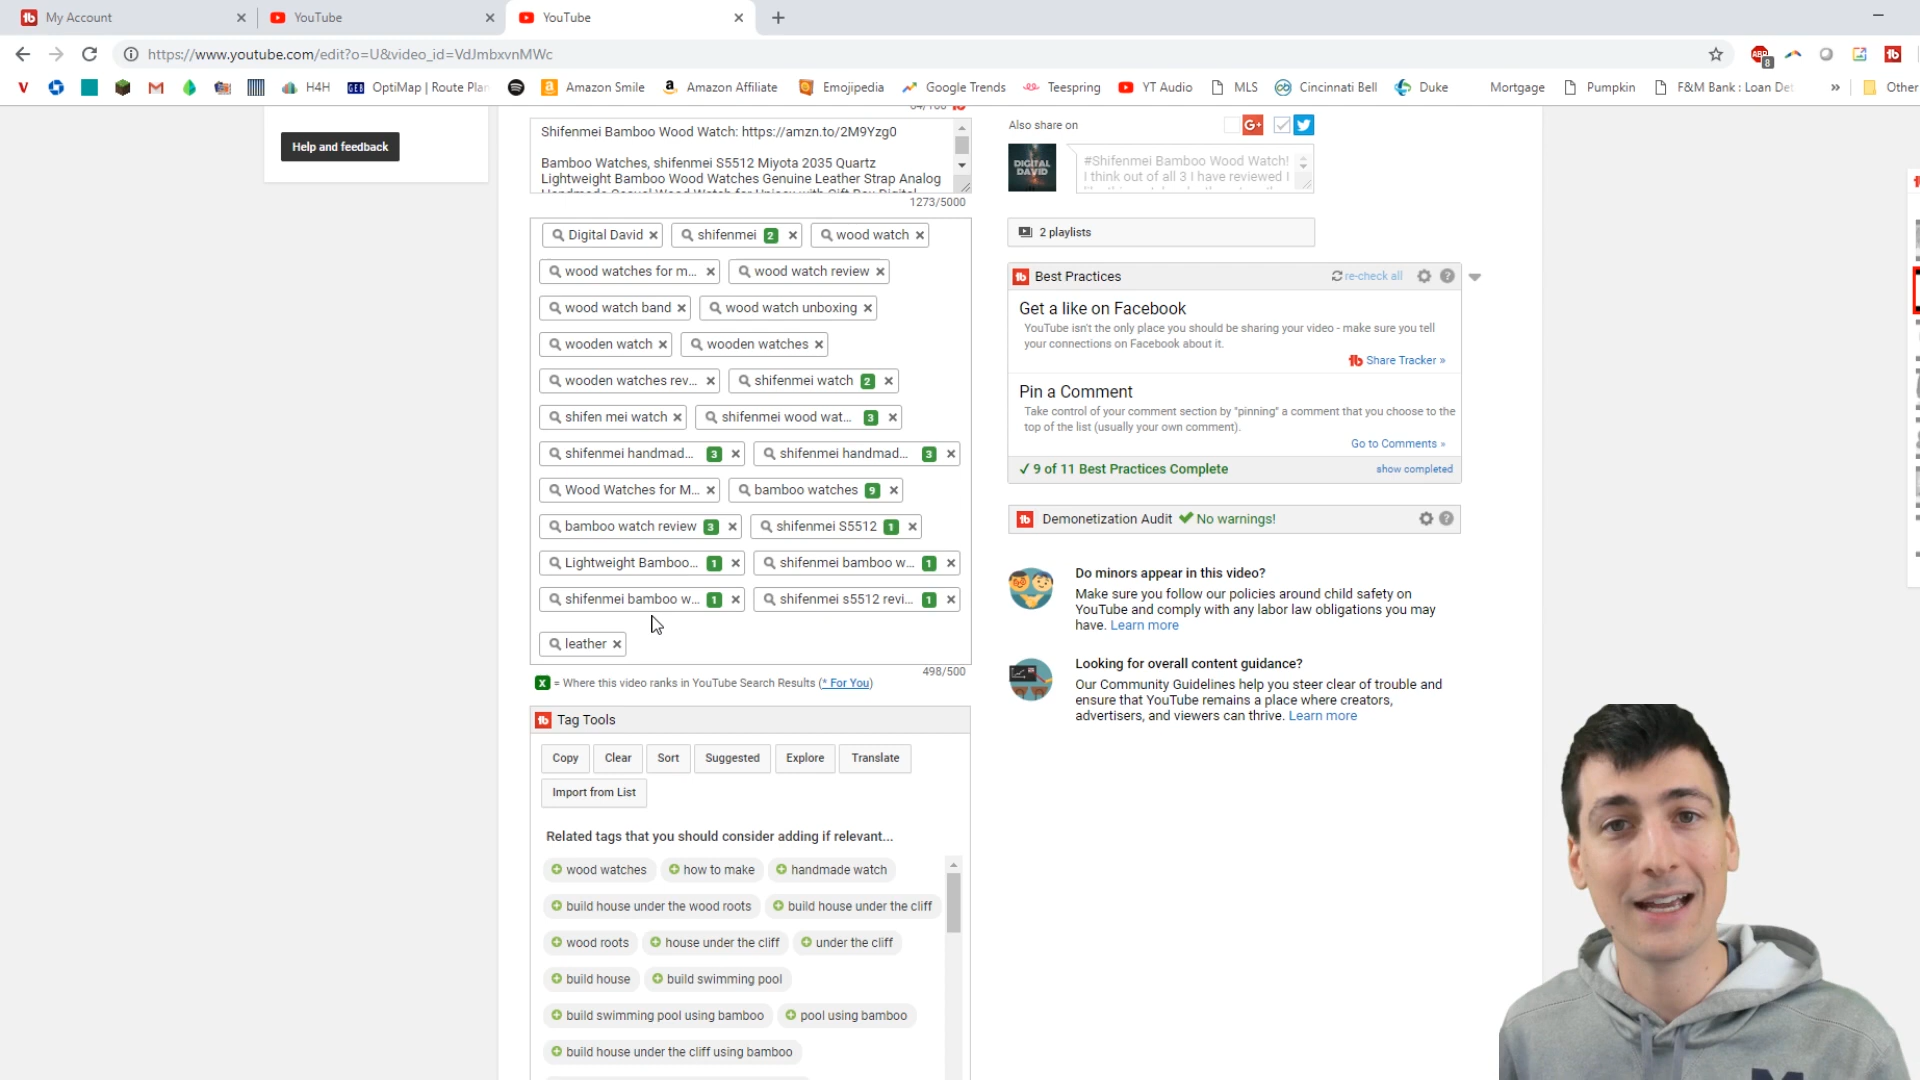 My Account
YouTube
YouTube
https://www.youtube.com/edit?o=U&video_id=VdJmbxvnMWc
ABP
8
H4H
GEB OptiMap | Route Plan
Amazon Smile
Amazon Affiliate
Emojipedia
Google Trends
Teespring
YT Audio
MLS
Cincinnati Bell
Duke
Mortgage
Pumpkin
F&M Bank : Loan Det
»
Other
Help and feedback
Shifenmei Bamboo Wood Watch: https://amzn.to/2M9Yzg0
Bamboo Watches, shifenmei S5512 Miyota 2035 Quartz
Lightweight Bamboo Wood Watches Genuine Leather Strap Analog
Handmade Casual Wood Watch for Unisex with Gift Box Digital
1273/5000
Digital David
shifenmei 2
wood watch
wood watches for m...
wood watch review
wood watch band
wood watch unboxing
wooden watch
wooden watches
wooden watches rev...
shifenmei watch 2
shifen mei watch
shifenmei wood wat... 3
shifenmei handmad... 3
shifenmei handmad... 3
Wood Watches for M...
bamboo watches 9
bamboo watch review 3
shifenmei S5512 1
Lightweight Bamboo... 1
shifenmei bamboo w... 1
shifenmei bamboo w... 1
shifenmei s5512 revi... 1
leather
498/500
X = Where this video ranks in YouTube Search Results (* For You)
Tag Tools
Copy
Clear
Sort
Suggested
Explore
Translate
Import from List
Related tags that you should consider adding if relevant...
wood watches
how to make
handmade watch
build house under the wood roots
build house under the cliff
wood roots
house under the cliff
under the cliff
build house
build swimming pool
build swimming pool using bamboo
pool using bamboo
build house under the cliff using bamboo
Also share on
G+
DIGITAL
DAVID
#Shifenmei Bamboo Wood Watch!
I think out of all 3 I have reviewed I
2 playlists
Best Practices
re-check all
Get a like on Facebook
YouTube isn't the only place you should be sharing your video - make sure you tell
your connections on Facebook about it.
Share Tracker »
Pin a Comment
Take control of your comment section by "pinning" a comment that you choose to the
top of the list (usually your own comment).
Go to Comments »
✓ 9 of 11 Best Practices Complete
show completed
Demonetization Audit ✓ No warnings!
Do minors appear in this video?
Make sure you follow our policies around child safety on
YouTube and comply with any labor law obligations you may
have. Learn more
Looking for overall content guidance?
Our Community Guidelines help you steer clear of trouble and
ensure that YouTube remains a place where creators,
advertisers, and viewers can thrive. Learn more